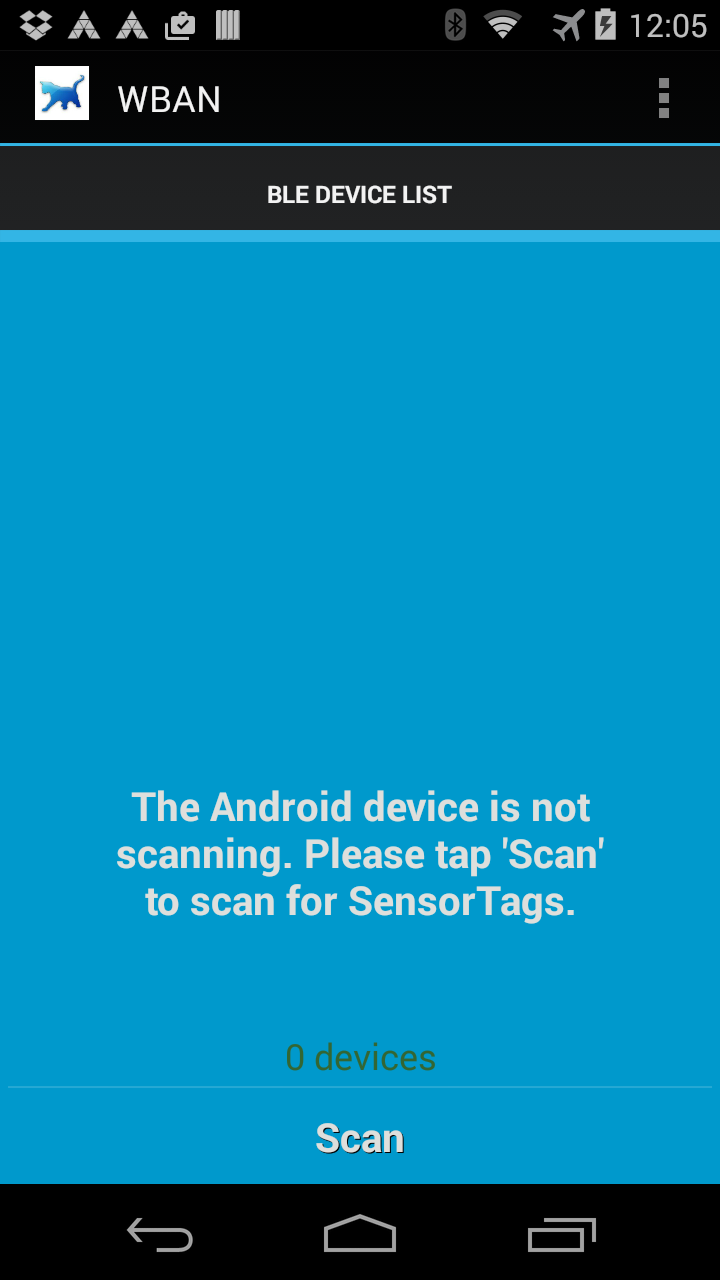 12:05
WBAN
BLE DEVICE LIST
The Android device is not
scanning. Please tap 'Scan'
to scan for SensorTags.
0 devices
Scan